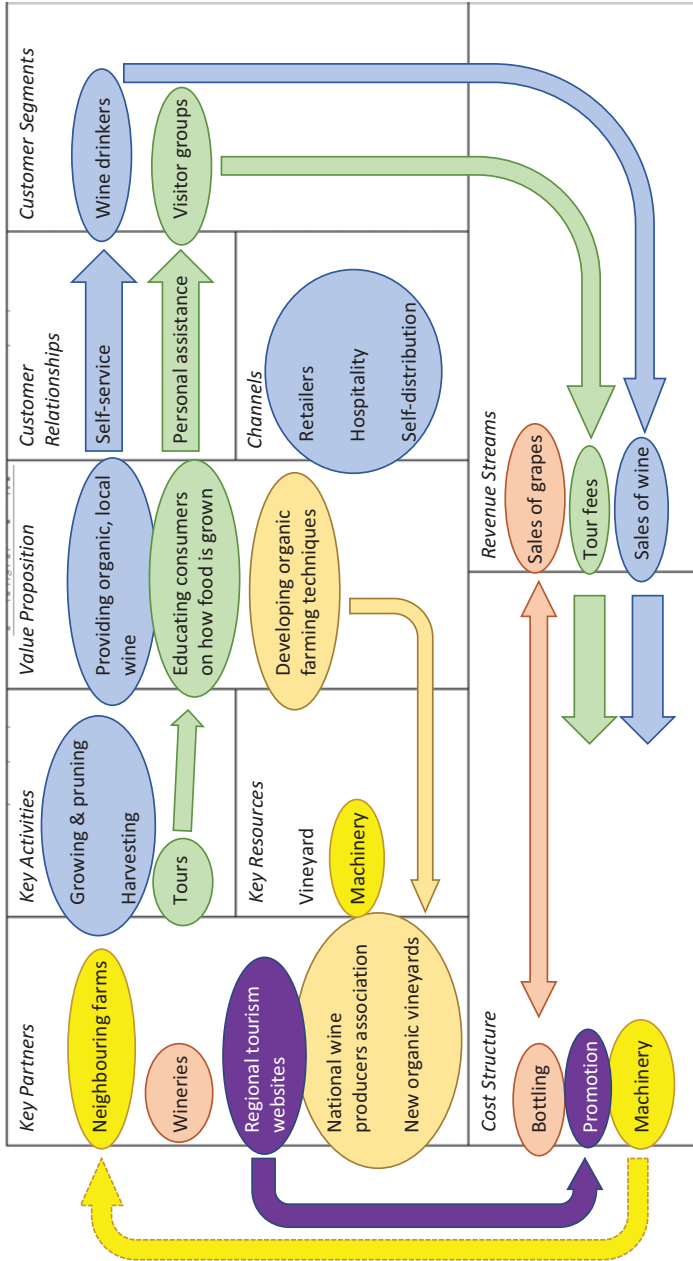 Key Partners
Neighbouring farms
Wineries
Regional tourism
websites
National wine
producers association
New organic vineyards
Key Activities
Growing & pruning
Harvesting
Tours
Key Resources
Vineyard
Machinery
Value Proposition
Providing organic, local
wine
Educating consumers
on how food is grown
Developing organic
farming techniques
Customer
Relationships
Self-service
Personal assistance
Channels
Retailers
Hospitality
Self-distribution
Customer Segments
Wine drinkers
Visitor groups
Cost Structure
Bottling
Promotion
Machinery
Revenue Streams
Sales of grapes
Tour fees
Sales of wine